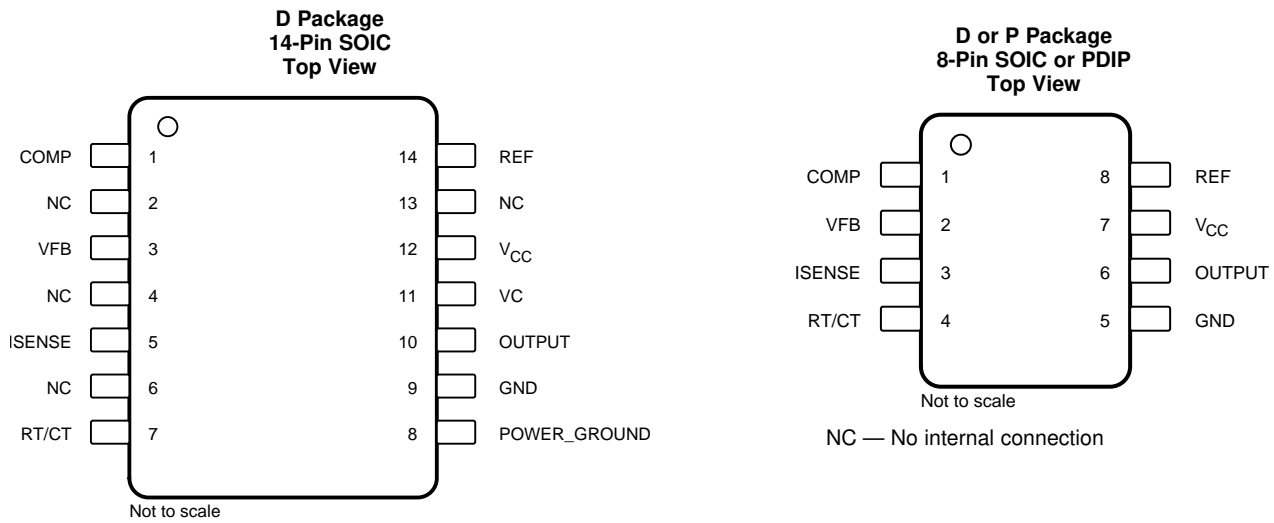 D Package
14-Pin SOIC
Top View
COMP 1 14 REF
NC 2 13 NC
VFB 3 12 VCC
NC 4 11 VC
ISENSE 5 10 OUTPUT
NC 6 9 GND
RT/CT 7 8 POWER_GROUND
Not to scale
D or P Package
8-Pin SOIC or PDIP
Top View
COMP 1 8 REF
VFB 2 7 VCC
ISENSE 3 6 OUTPUT
RT/CT 4 5 GND
Not to scale
NC — No internal connection